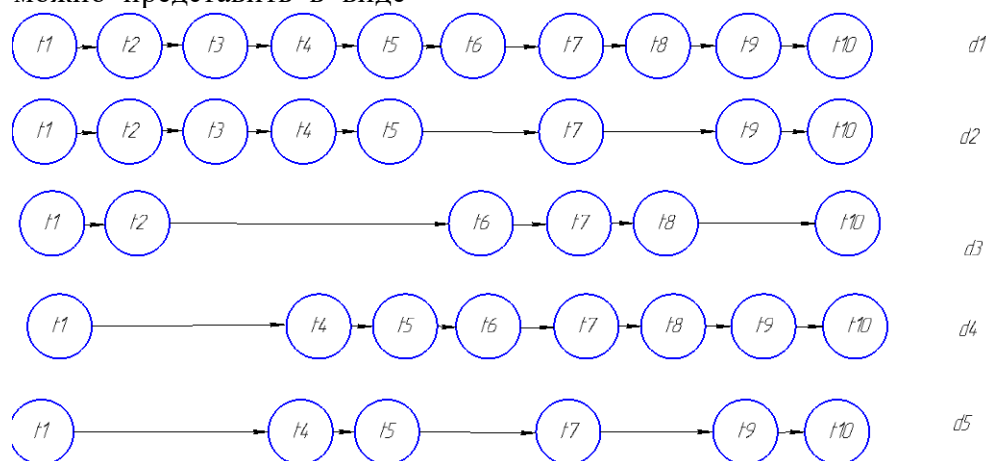 можно представить в виде
t1 t2 t3 t4 t5 t6 t7 t8 t9 t10 d1
t1 t2 t3 t4 t5 t7 t9 t10 d2
t1 t2 t6 t7 t8 t10 d3
t1 t4 t5 t6 t7 t8 t9 t10 d4
t1 t4 t5 t7 t9 t10 d5